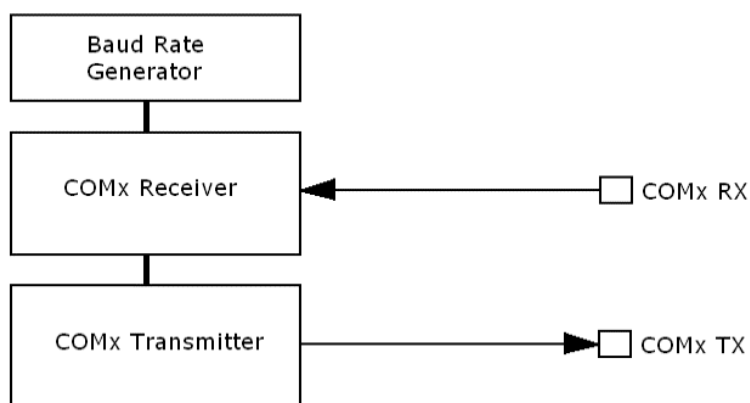 Baud Rate
Generator
COMx Receiver
COMx RX
COMx Transmitter
COMx TX